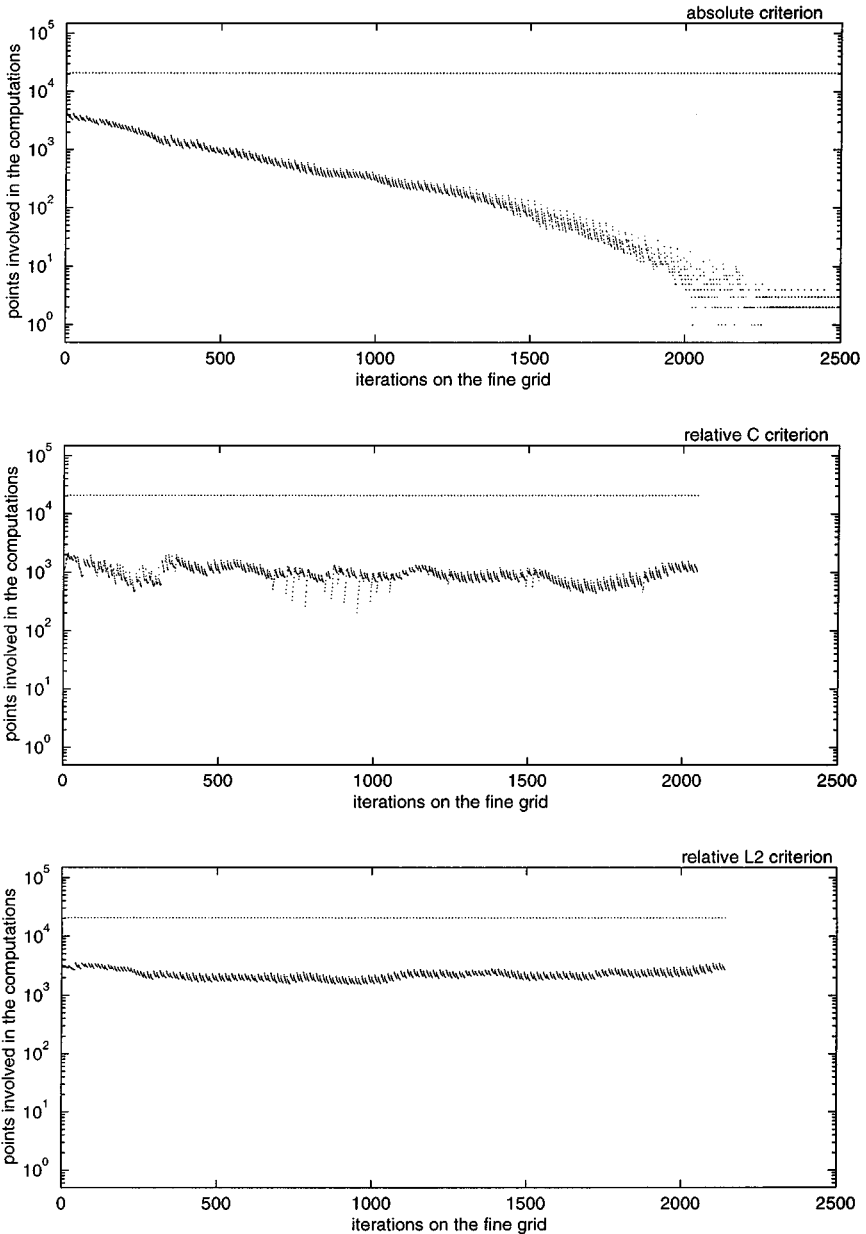 absolute criterion
points involved in the computations
10^5
10^4
10^3
10^2
10^1
10^0
0 500 1000 1500 2000 2500
iterations on the fine grid
relative C criterion
points involved in the computations
10^5
10^4
10^3
10^2
10^1
10^0
0 500 1000 1500 2000 2500
iterations on the fine grid
relative L2 criterion
points involved in the computations
10^5
10^4
10^3
10^2
10^1
10^0
0 500 1000 1500 2000 2500
iterations on the fine grid